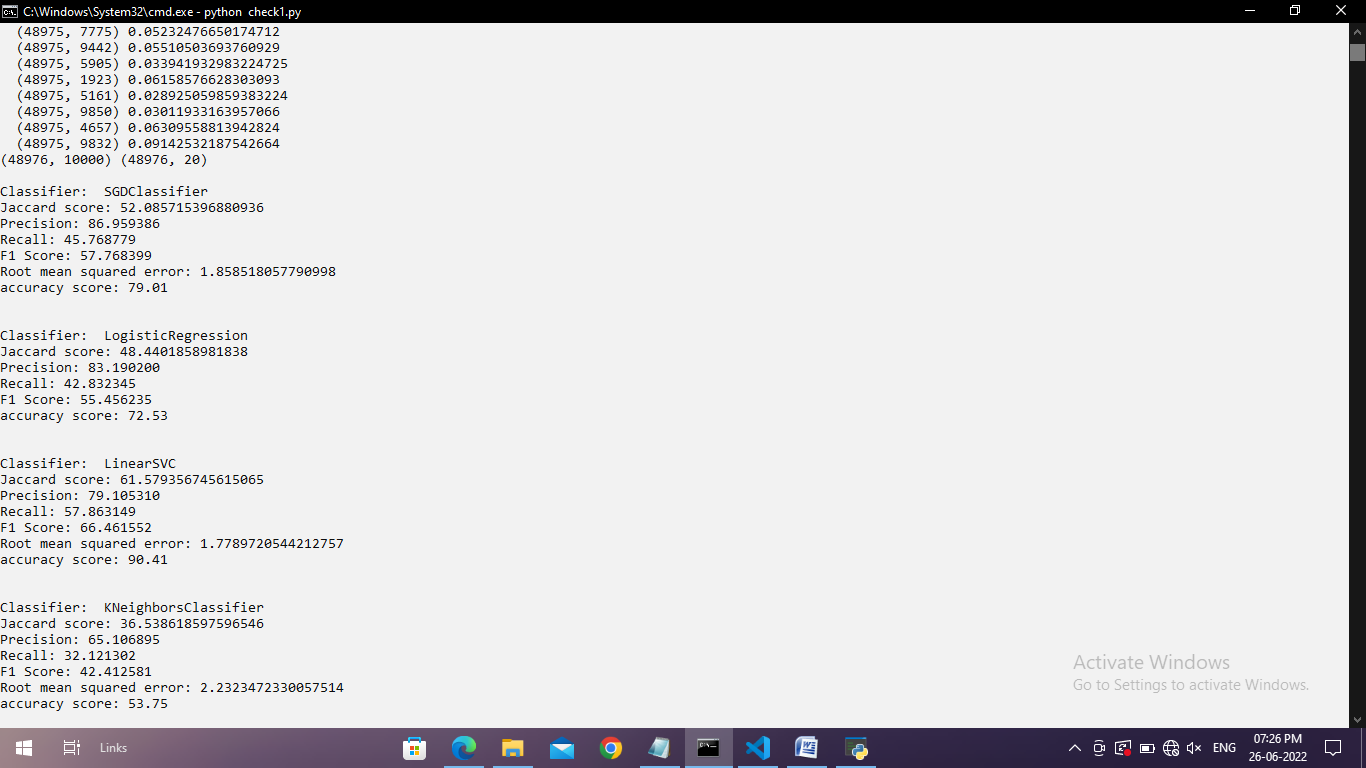 C:\Windows\System32\cmd.exe - python  check1.py
(48975, 7775) 0.05232476650174712
(48975, 9442) 0.05510503693760929
(48975, 5905) 0.033941932983224725
(48975, 1923) 0.06158576628303093
(48975, 5161) 0.028925059859383224
(48975, 9850) 0.03011933163957066
(48975, 4657) 0.06309558813942824
(48975, 9832) 0.09142532187542664
(48976, 10000) (48976, 20)
Classifier:  SGDClassifier
Jaccard score: 52.085715396880936
Precision: 86.959386
Recall: 45.768779
F1 Score: 57.768399
Root mean squared error: 1.858518057790998
accuracy score: 79.01
Classifier:  LogisticRegression
Jaccard score: 48.4401858981838
Precision: 83.190200
Recall: 42.832345
F1 Score: 55.456235
accuracy score: 72.53
Classifier:  LinearSVC
Jaccard score: 61.579356745615065
Precision: 79.105310
Recall: 57.863149
F1 Score: 66.461552
Root mean squared error: 1.7789720544212757
accuracy score: 90.41
Classifier:  KNeighborsClassifier
Jaccard score: 36.538618597596546
Precision: 65.106895
Recall: 32.121302
F1 Score: 42.412581
Root mean squared error: 2.2323472330057514
accuracy score: 53.75
Activate Windows
Go to Settings to activate Windows.
Links
ENG
07:26 PM
26-06-2022